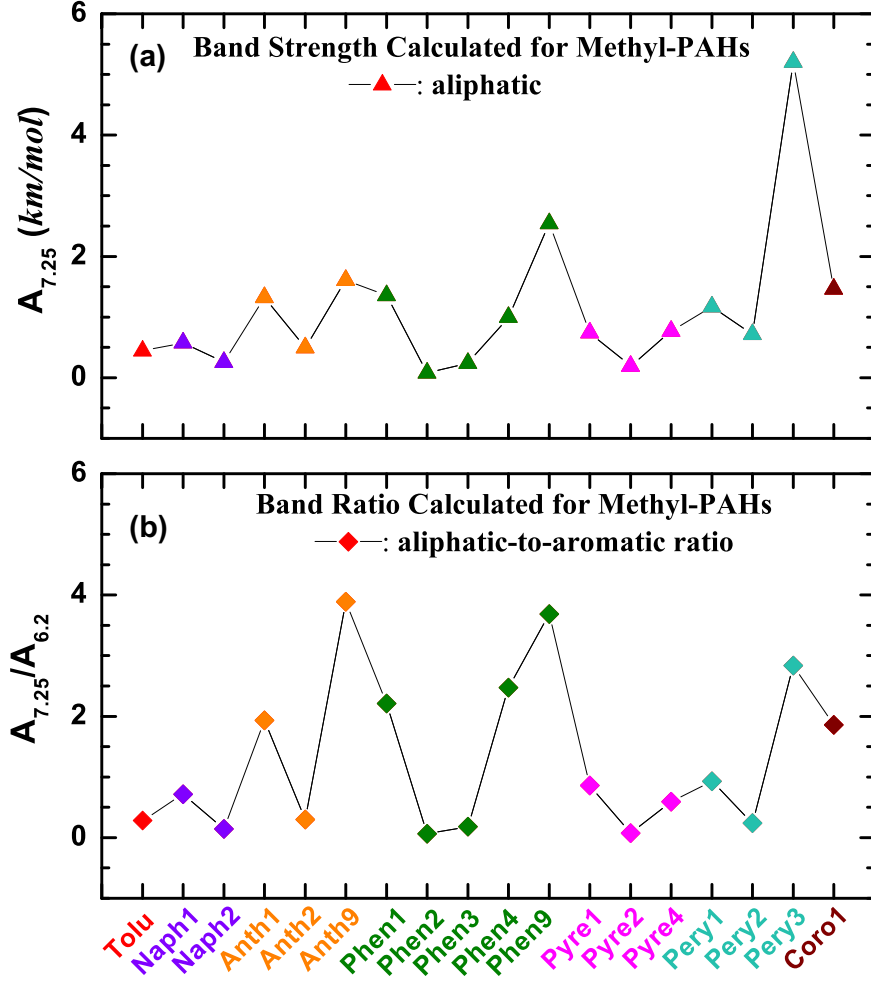 6
(a)
Band Strength Calculated for Methyl-PAHs
: aliphatic
4
2
0
A7.25 (km/mol)
6
Band Ratio Calculated for Methyl-PAHs
(b)
: aliphatic-to-aromatic ratio
4
2
0
A7.25/A6.2
Tolu
Naph1
Naph2
Anth1
Anth2
Anth9
Phen1
Phen2
Phen3
Phen4
Phen9
Pyre1
Pyre2
Pyre4
Pery1
Pery2
Pery3
Coro1